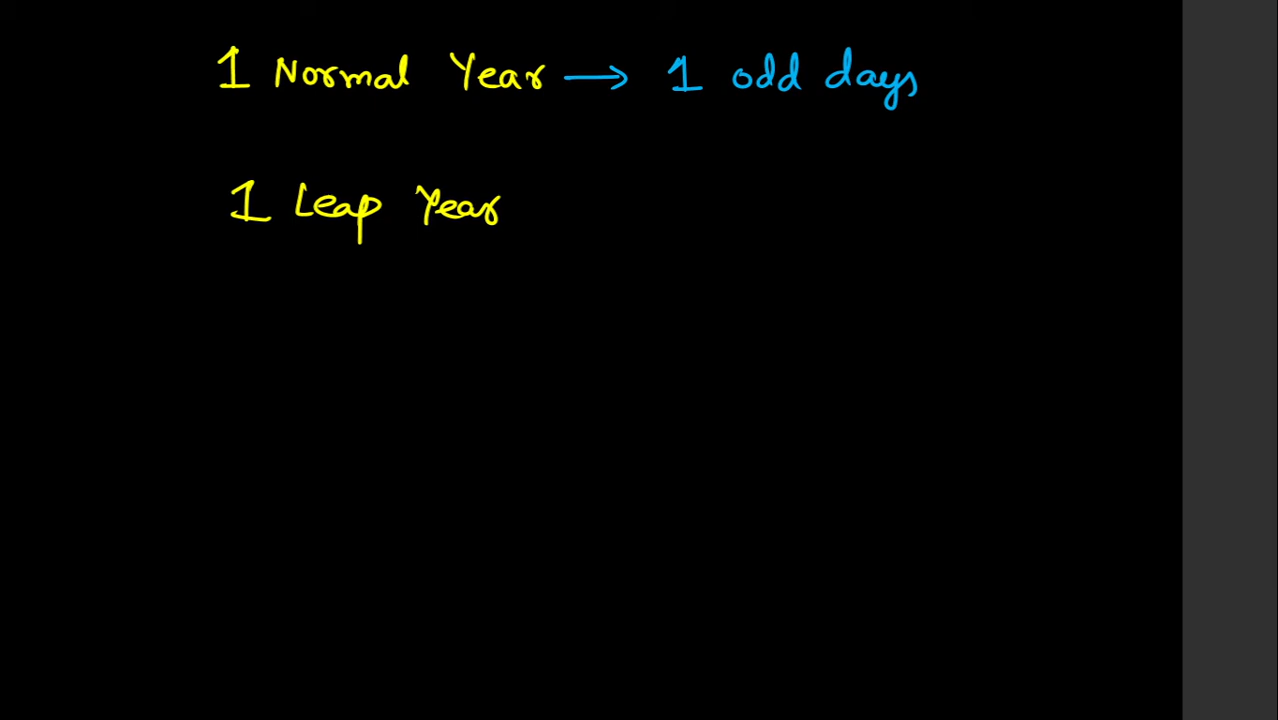 1 Normal Year → 1 odd days
1 Leap Year